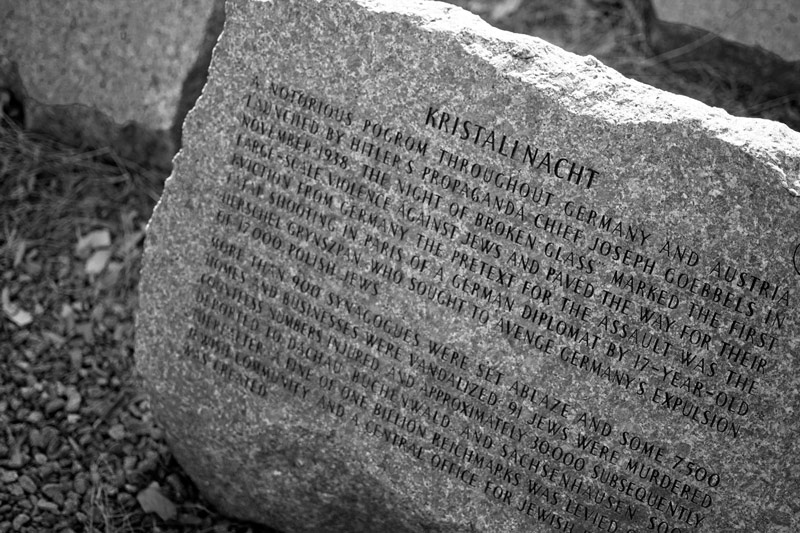 KRISTALLNACHT
A NOTORIOUS POGROM THROUGHOUT GERMANY AND AUSTRIA
LAUNCHED BY HITLER'S PROPAGANDA CHIEF JOSEPH GOEBBELS IN
NOVEMBER 1938, THE NIGHT OF BROKEN GLASS MARKED THE FIRST
LARGE-SCALE VIOLENCE AGAINST JEWS AND PAVED THE WAY FOR THEIR
EVICTION FROM GERMANY. THE PRETEXT FOR THE ASSAULT WAS THE
FATAL SHOOTING IN PARIS OF A GERMAN DIPLOMAT BY 17-YEAR-OLD
HERSCHEL GRYNSZPAN, WHO SOUGHT TO AVENGE GERMANY'S EXPULSION
OF 17,000 POLISH JEWS.
MORE THAN 900 SYNAGOGUES WERE SET ABLAZE AND SOME 7500
HOMES AND BUSINESSES WERE VANDALIZED. 91 JEWS WERE MURDERED
COUNTLESS NUMBERS INJURED, AND APPROXIMATELY 30,000 SUBSEQUENTLY
DEPORTED TO DACHAU, BUCHENWALD, AND SACHSENHAUSEN. SOON
THEREAFTER A FINE OF ONE BILLION REICHMARKS WAS LEVIED
JEWISH COMMUNITY, AND A CENTRAL OFFICE FOR JEWISH
WAS CREATED.